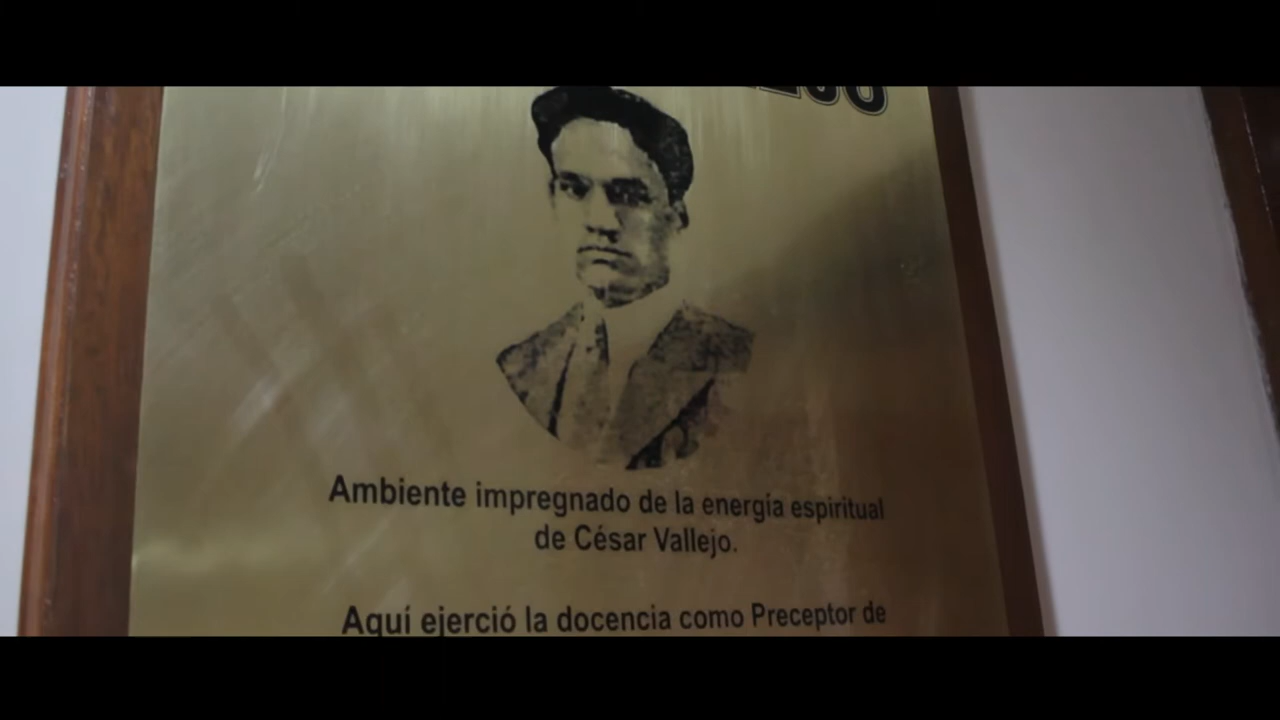 Ambiente impregnado de la energía espiritual
de César Vallejo.
Aquí ejerció la docencia como Preceptor de